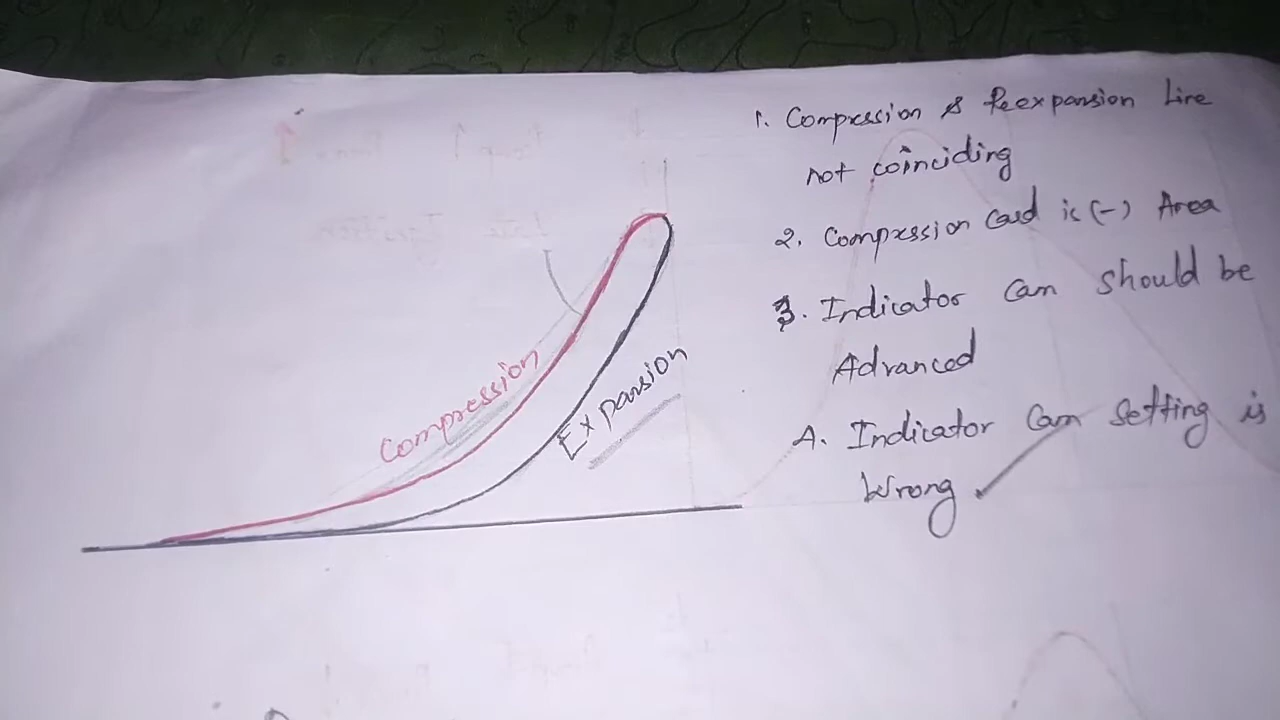 1. Compression & Reexpansion Line
not coinciding
2. Compression Card is (-) Area
3. Indicator Cam should be
Advanced
4. Indicator Cam Setting is
Wrong
Compression
Expansion